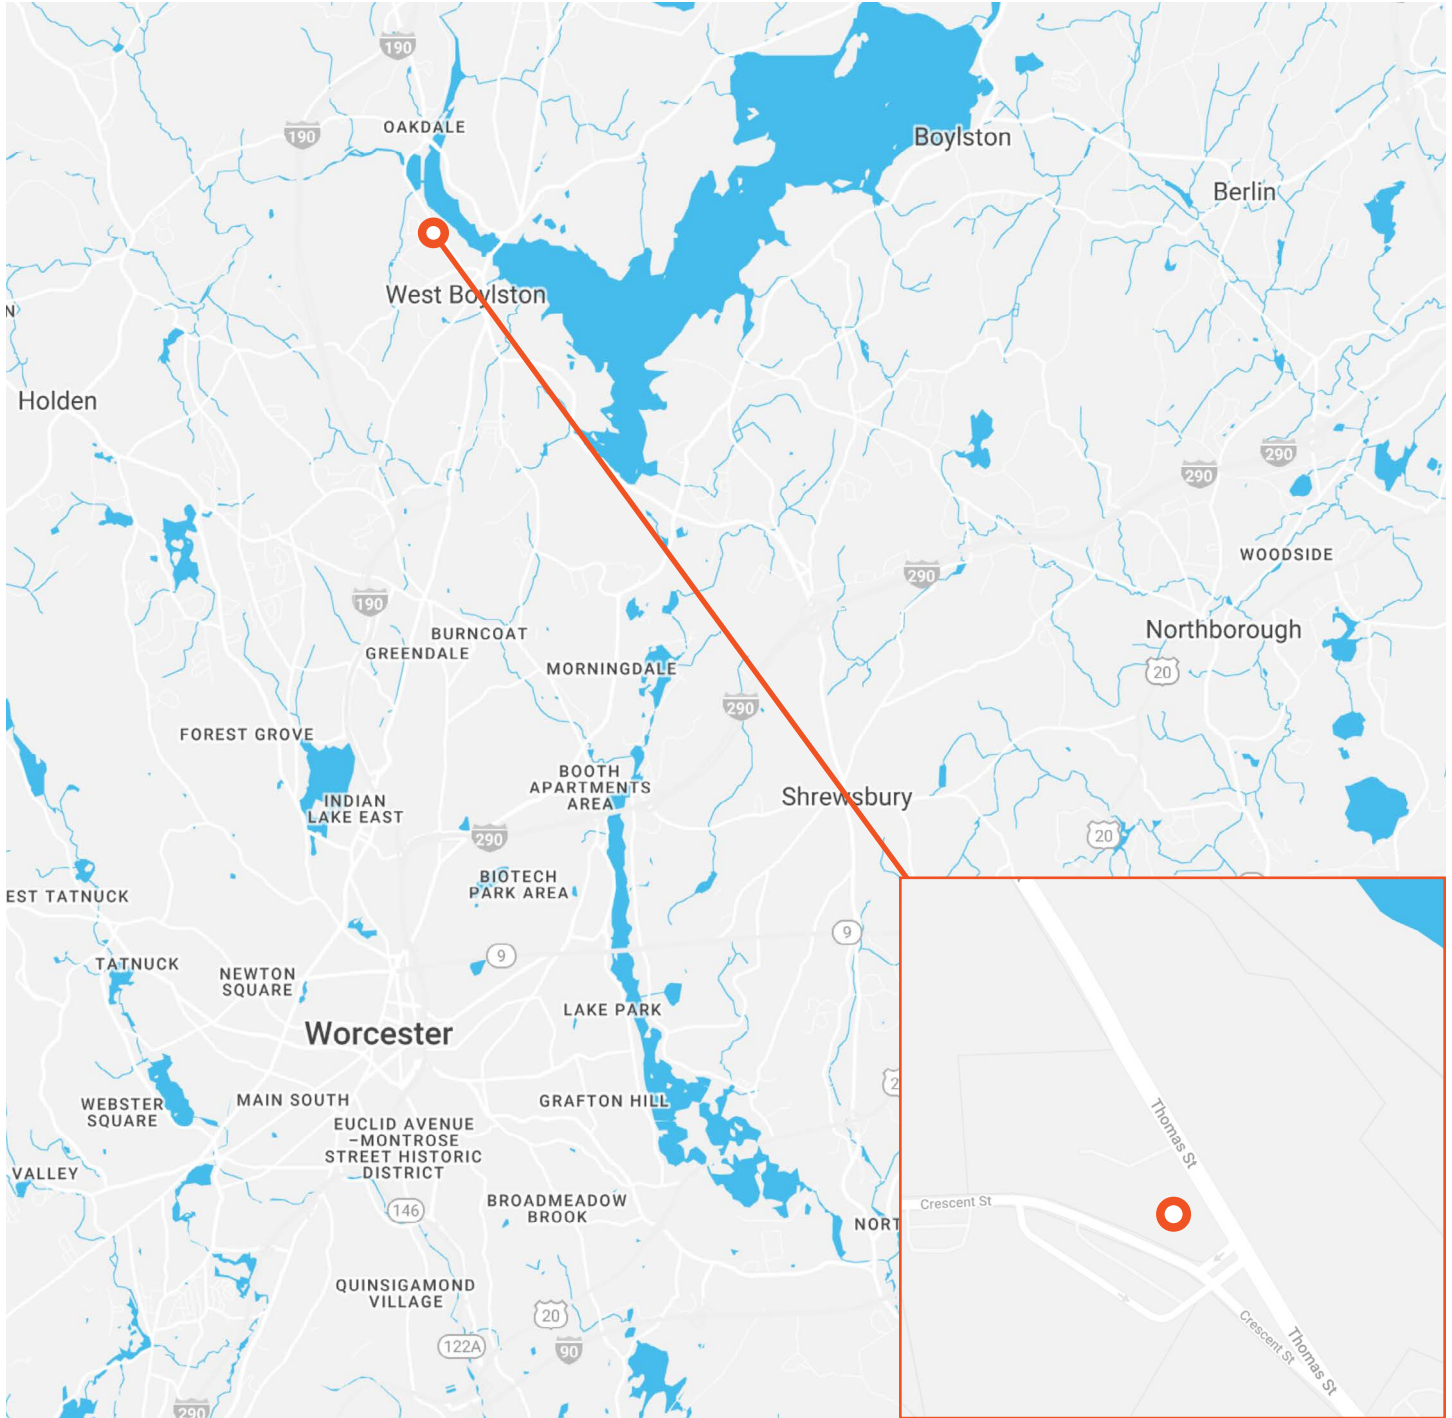 190
190
OAKDALE
Boylston
Berlin
West Boylston
N
Holden
290
290
WOODSIDE
290
190
BURNCOAT
GREENDALE
Northborough
MORNINGDALE
20
290
FOREST GROVE
BOOTH
APARTMENTS
AREA
Shrewsbury
INDIAN
LAKE EAST
290
20
BIOTECH
PARK AREA
EST TATNUCK
9
9
TATNUCK
NEWTON
SQUARE
LAKE PARK
Worcester
2
WEBSTER
SQUARE
MAIN SOUTH
GRAFTON HILL
EUCLID AVENUE
–MONTROSE
STREET HISTORIC
DISTRICT
VALLEY
146
BROADMEADOW
BROOK
NORT
QUINSIGAMOND
VILLAGE
20
122A
90
290
Thomas St
Crescent St
Crescent St
Thomas St